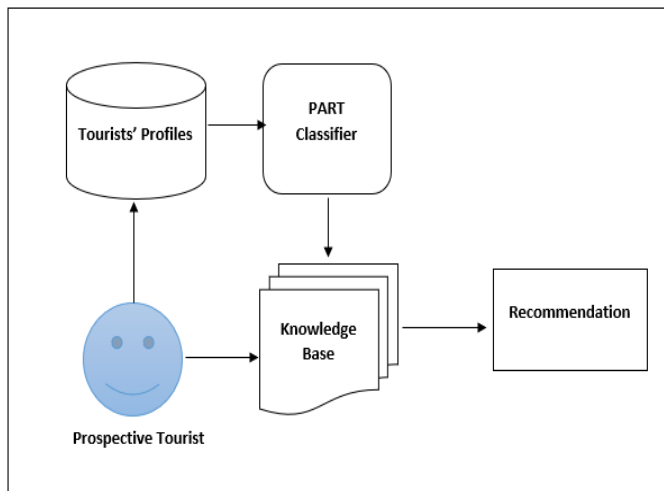 Tourists' Profiles
PART
Classifier
Knowledge
Base
Recommendation
Prospective Tourist